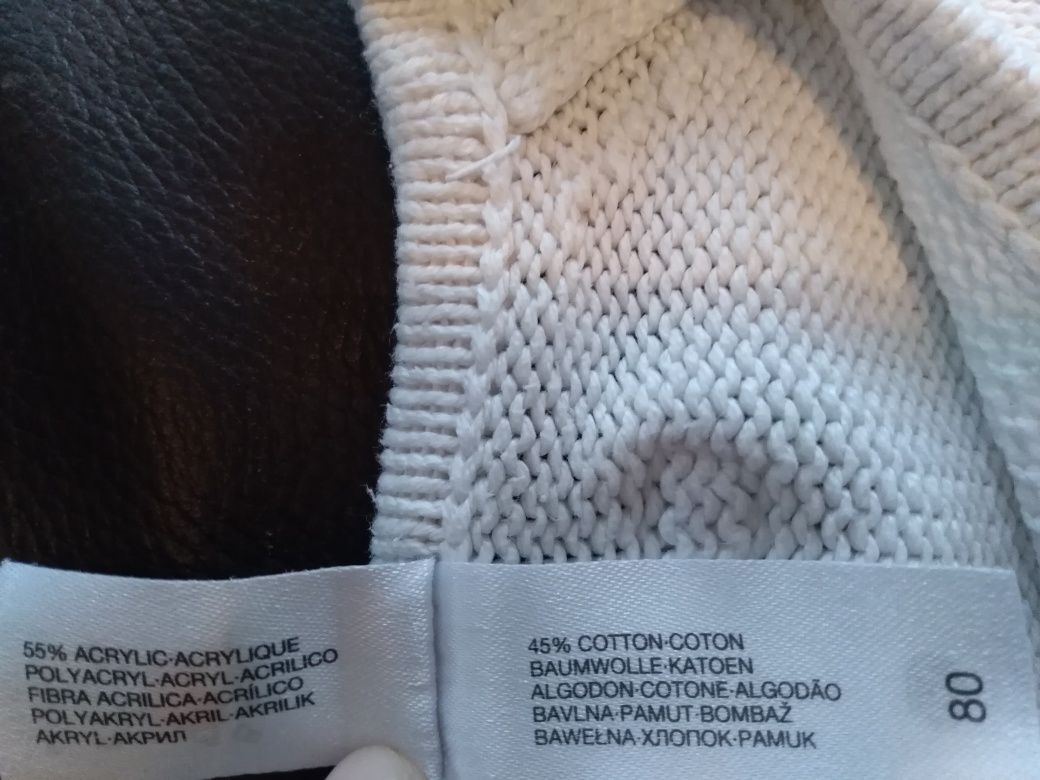 55% ACRYLIC·ACRYLIQUE
POLYACRYL·ACRYL·ACRILICO
FIBRA ACRILICA·ACRÍLICO
POLYAKRYL·AKRIL·AKRILIK
AKRYL·АКРИЛ
45% COTTON·COTON
BAUMWOLLE·KATOEN
ALGODON·COTONE·ALGODÃO
BAVLNA·PAMUT·BOMBAŽ
BAWEŁNA·ХЛОПОК·PAMUK
80